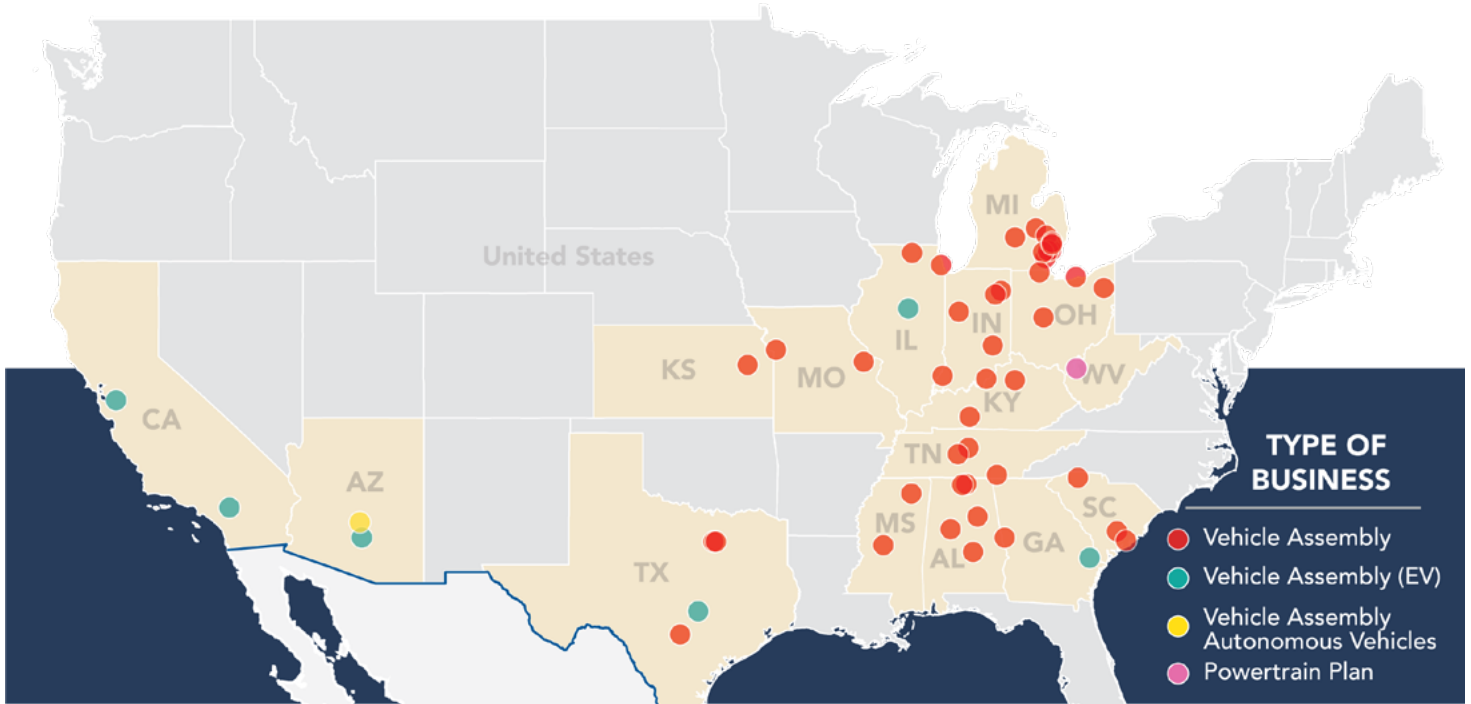 MI
United States
OH
IN
IL
KS
MO
WV
KY
CA
TN
AZ
SC
MS
GA
AL
TX
TYPE OF
BUSINESS
Vehicle Assembly
Vehicle Assembly (EV)
Vehicle Assembly
Autonomous Vehicles
Powertrain Plan